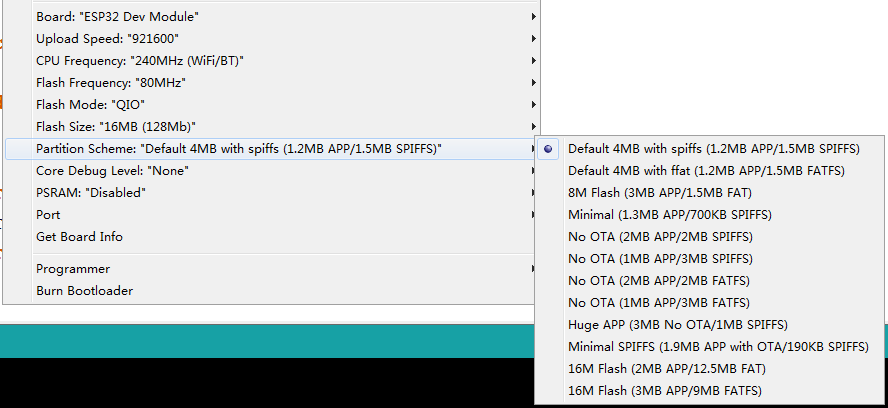 Board: "ESP32 Dev Module"
Upload Speed: "921600"
CPU Frequency: "240MHz (WiFi/BT)"
Flash Frequency: "80MHz"
Flash Mode: "QIO"
Flash Size: "16MB (128Mb)"
Partition Scheme: "Default 4MB with spiffs (1.2MB APP/1.5MB SPIFFS)"
Core Debug Level: "None"
PSRAM: "Disabled"
Port
Get Board Info
Programmer
Burn Bootloader
Default 4MB with spiffs (1.2MB APP/1.5MB SPIFFS)
Default 4MB with ffat (1.2MB APP/1.5MB FATFS)
8M Flash (3MB APP/1.5MB FAT)
Minimal (1.3MB APP/700KB SPIFFS)
No OTA (2MB APP/2MB SPIFFS)
No OTA (1MB APP/3MB SPIFFS)
No OTA (2MB APP/2MB FATFS)
No OTA (1MB APP/3MB FATFS)
Huge APP (3MB No OTA/1MB SPIFFS)
Minimal SPIFFS (1.9MB APP with OTA/190KB SPIFFS)
16M Flash (2MB APP/12.5MB FAT)
16M Flash (3MB APP/9MB FATFS)